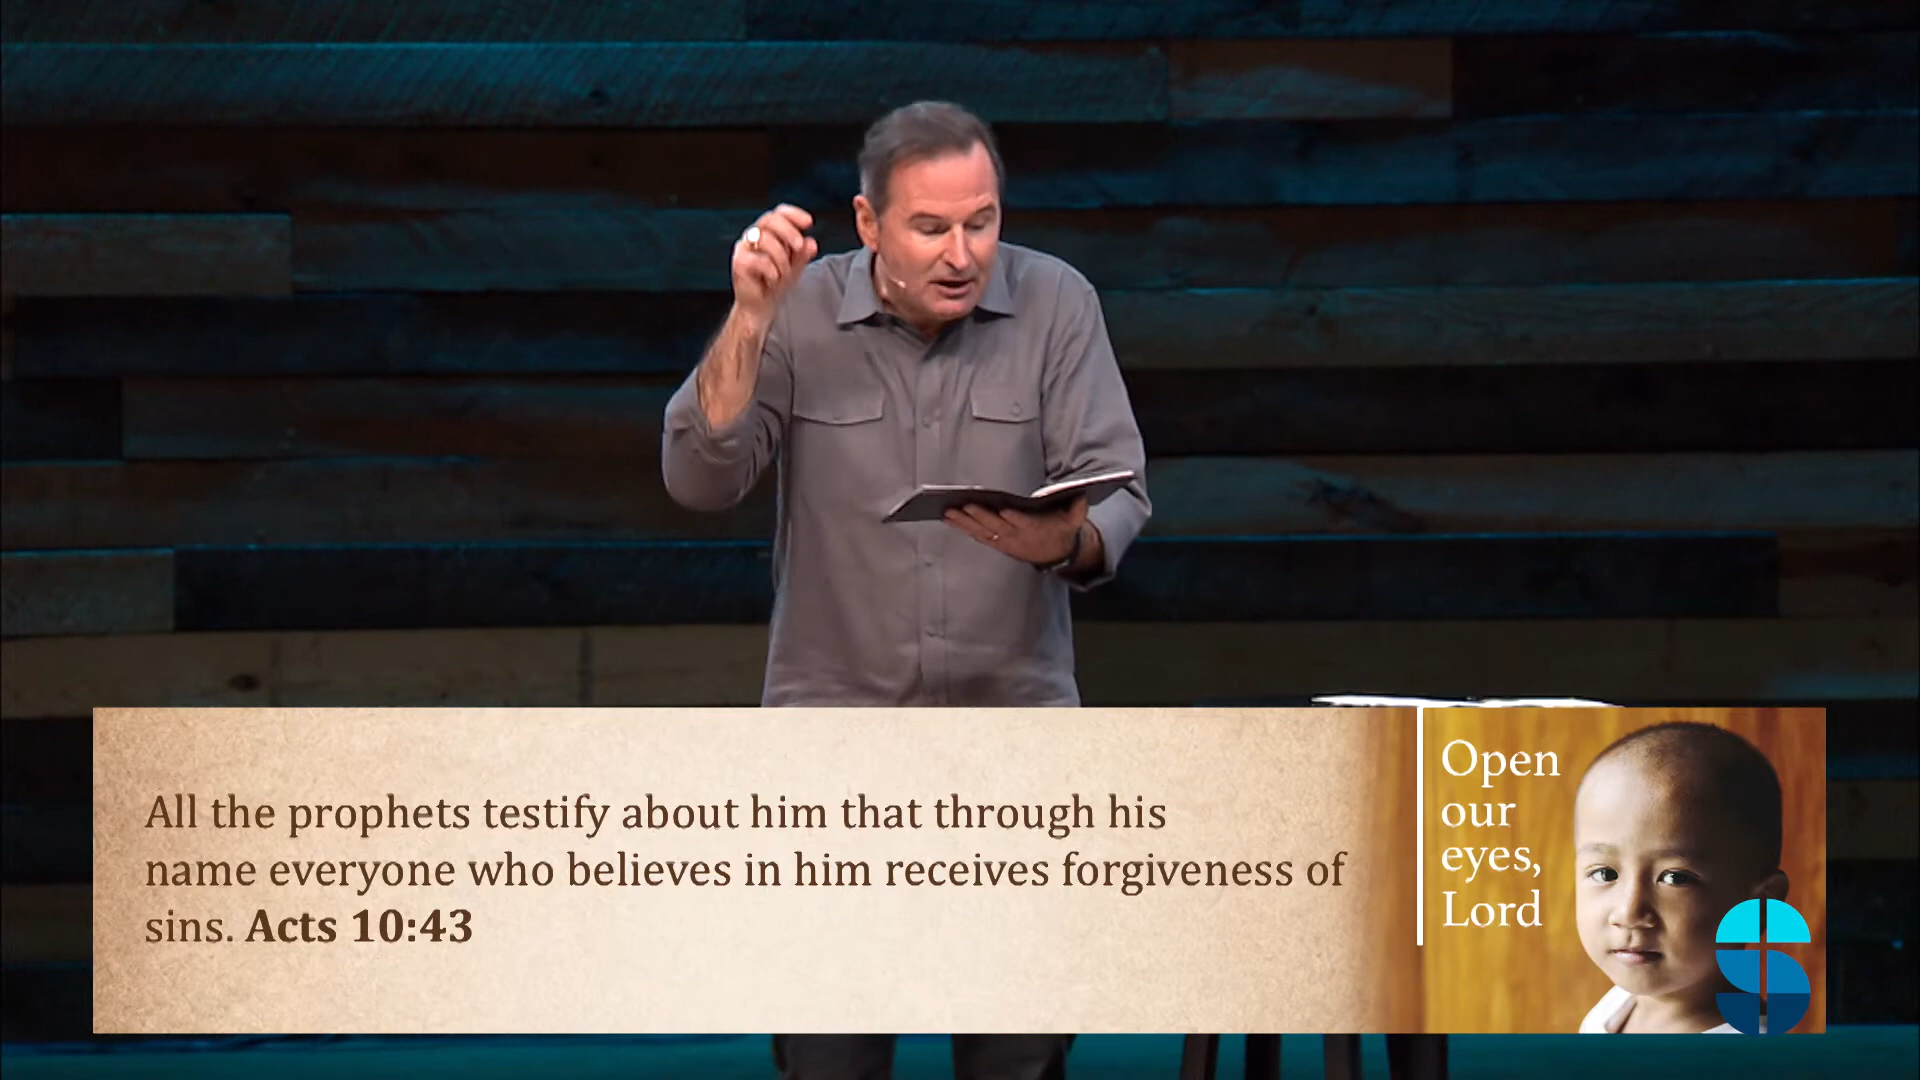 All the prophets testify about him that through his
name everyone who believes in him receives forgiveness of
sins. Acts 10:43
Open
our
eyes,
Lord